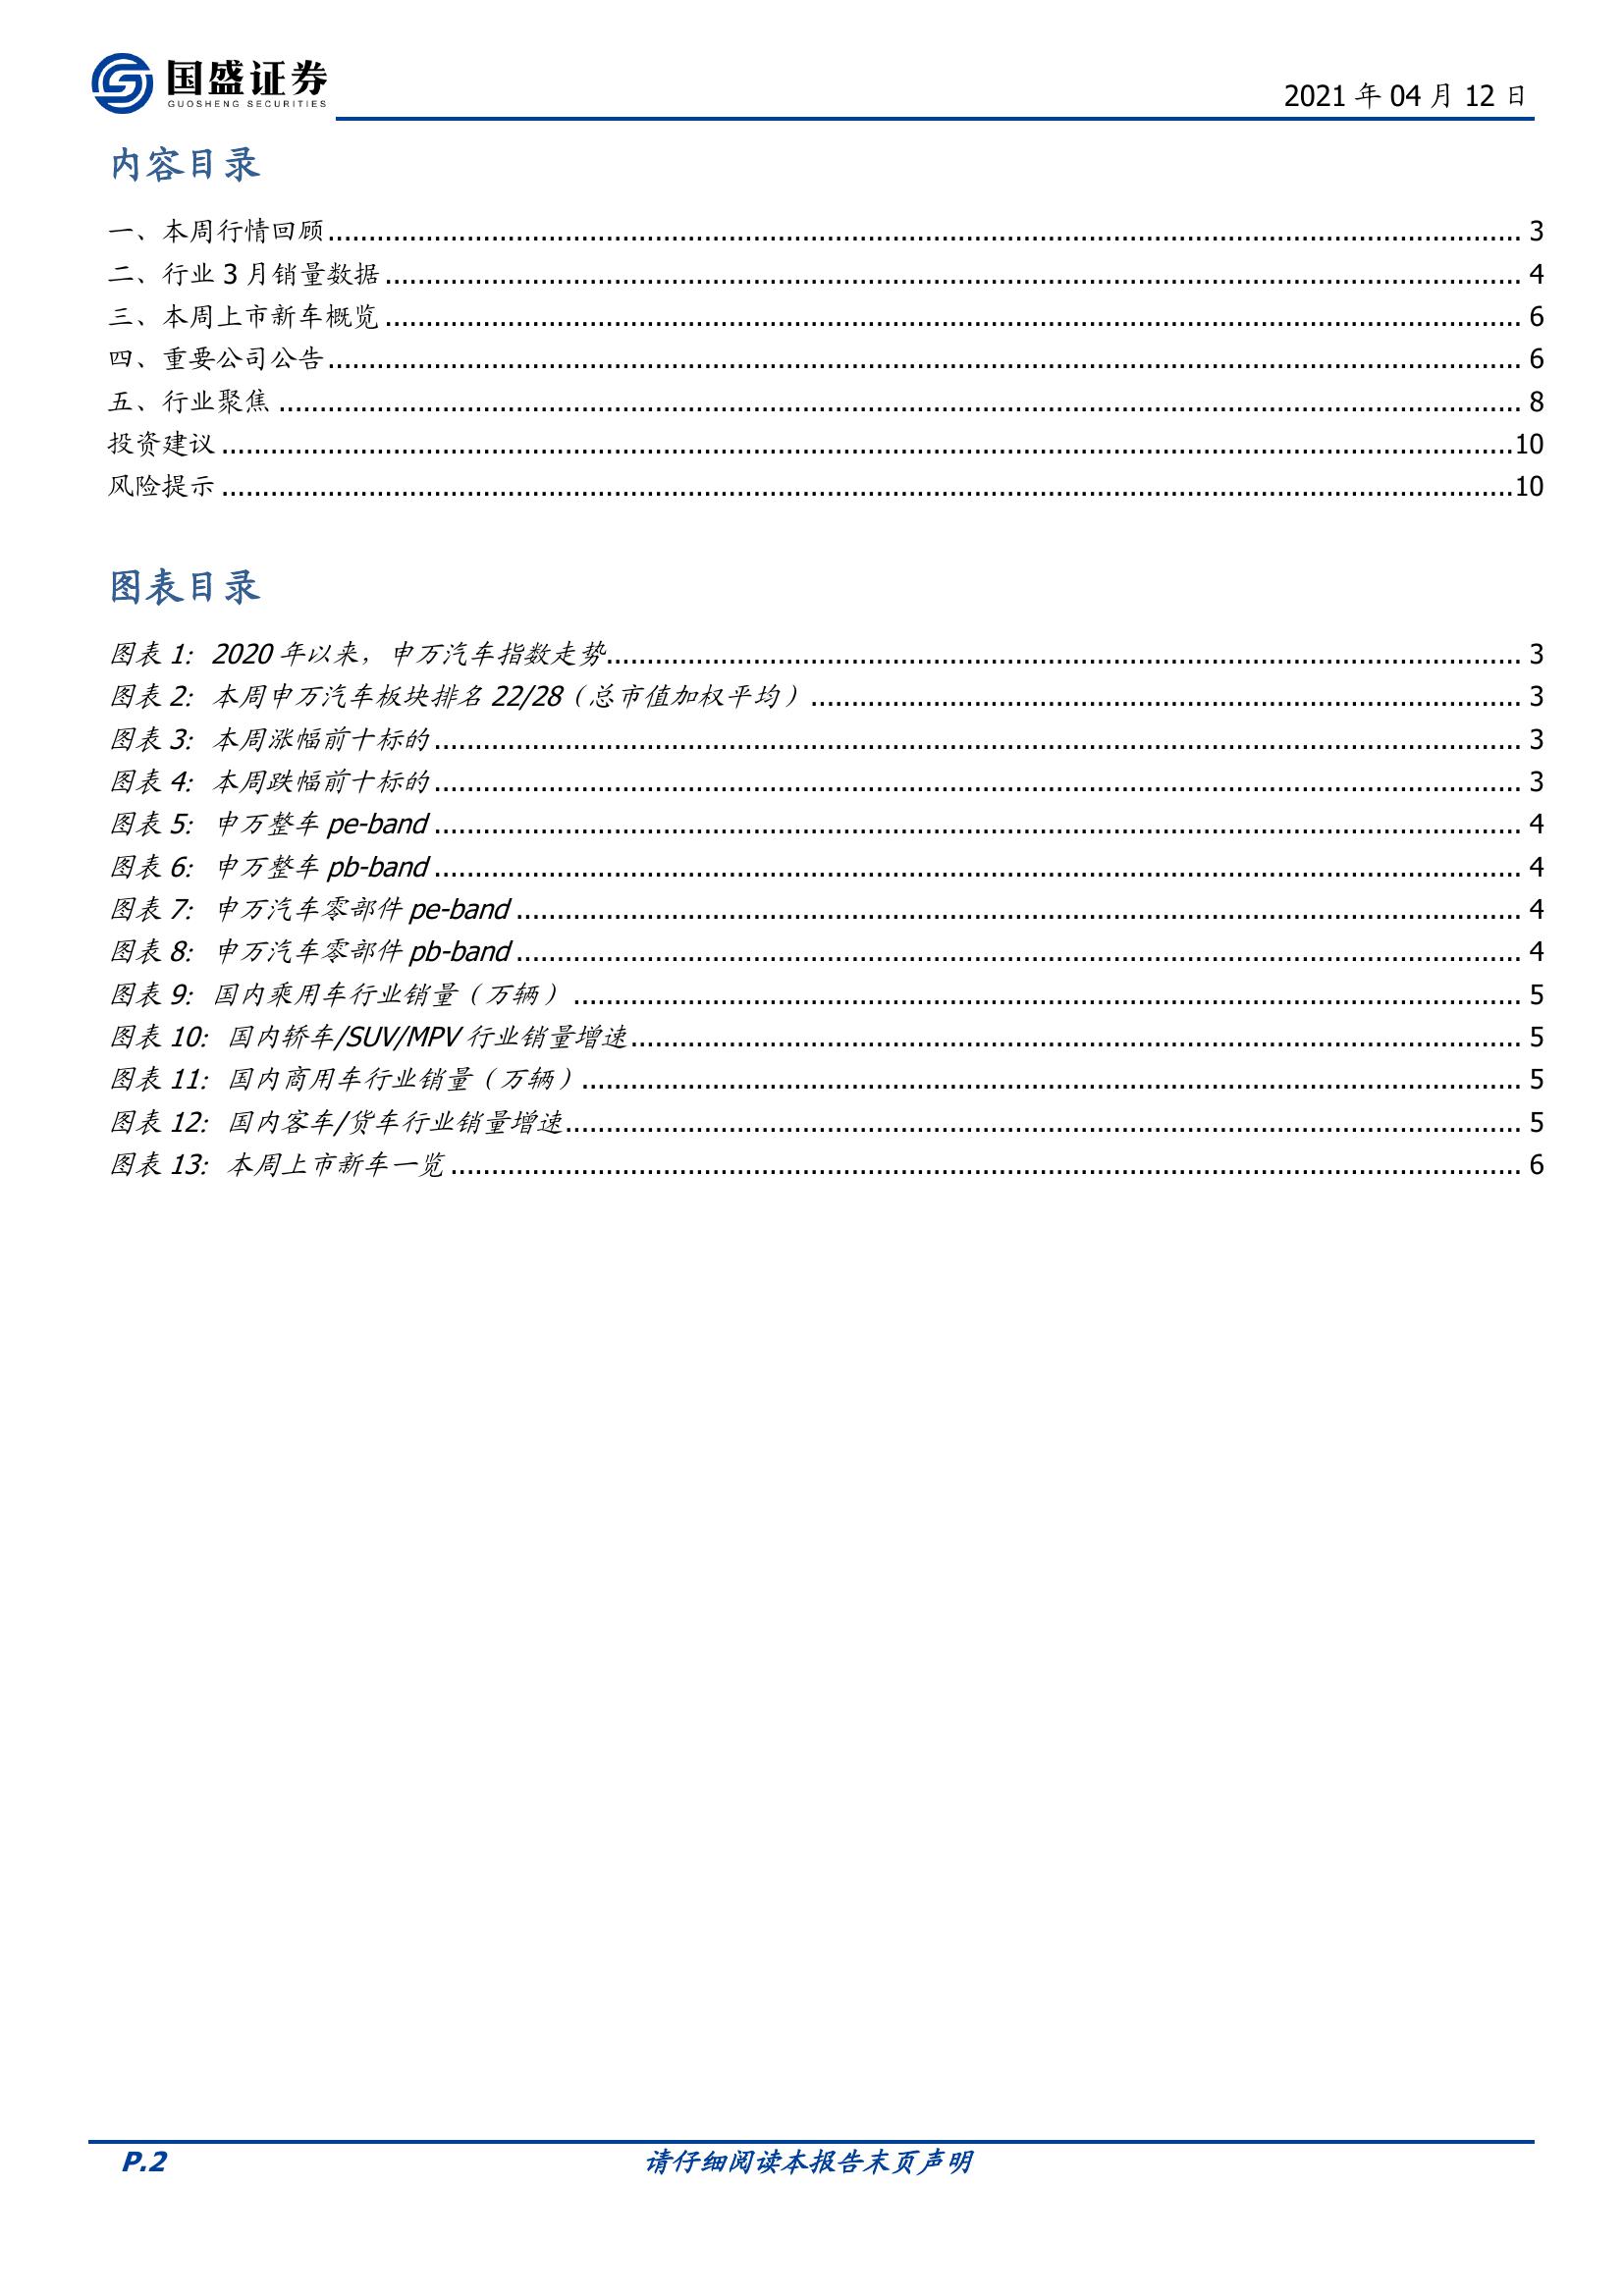 国盛证券
GUOSHENG SECURITIES
2021 年 04 月 12 日
内容目录
一、本周行情回顾 3
二、行业 3 月销量数据 4
三、本周上市新车概览 6
四、重要公司公告 6
五、行业聚焦 8
投资建议 10
风险提示 10
图表目录
图表 1: 2020 年以来，申万汽车指数走势 3
图表 2: 本周申万汽车板块排名 22/28（总市值加权平均） 3
图表 3: 本周涨幅前十标的 3
图表 4: 本周跌幅前十标的 3
图表 5: 申万整车 pe-band 4
图表 6: 申万整车 pb-band 4
图表 7: 申万汽车零部件 pe-band 4
图表 8: 申万汽车零部件 pb-band 4
图表 9: 国内乘用车行业销量（万辆） 5
图表 10: 国内轿车/SUV/MPV 行业销量增速 5
图表 11: 国内商用车行业销量（万辆） 5
图表 12: 国内客车/货车行业销量增速 5
图表 13: 本周上市新车一览 6
P.2 请仔细阅读本报告末页声明